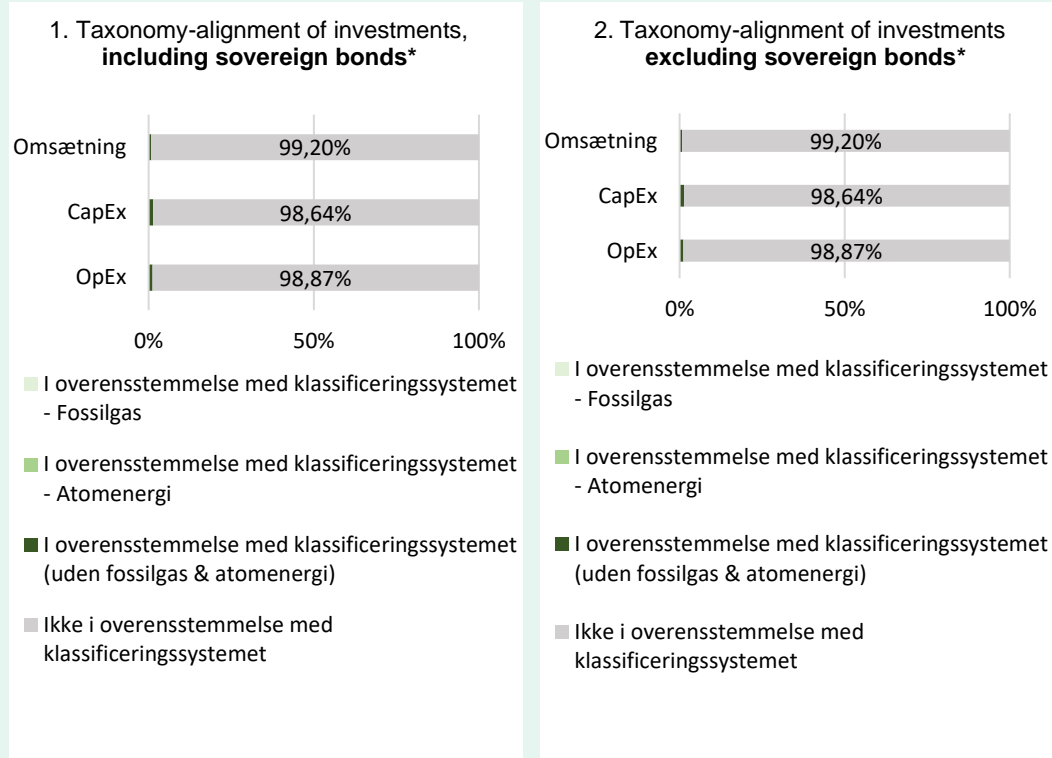 1. Taxonomy-alignment of investments,
including sovereign bonds*
Omsætning
99,20%
CapEx
98,64%
OpEx
98,87%
0%
50%
100%
I overensstemmelse med klassificeringssystemet
- Fossilgas
I overensstemmelse med klassificeringssystemet
- Atomenergi
I overensstemmelse med klassificeringssystemet
(uden fossilgas & atomenergi)
Ikke i overensstemmelse med
klassificeringssystemet
2. Taxonomy-alignment of investments
excluding sovereign bonds*
Omsætning
99,20%
CapEx
98,64%
OpEx
98,87%
0%
50%
100%
I overensstemmelse med klassificeringssystemet
- Fossilgas
I overensstemmelse med klassificeringssystemet
- Atomenergi
I overensstemmelse med klassificeringssystemet
(uden fossilgas & atomenergi)
Ikke i overensstemmelse med
klassificeringssystemet